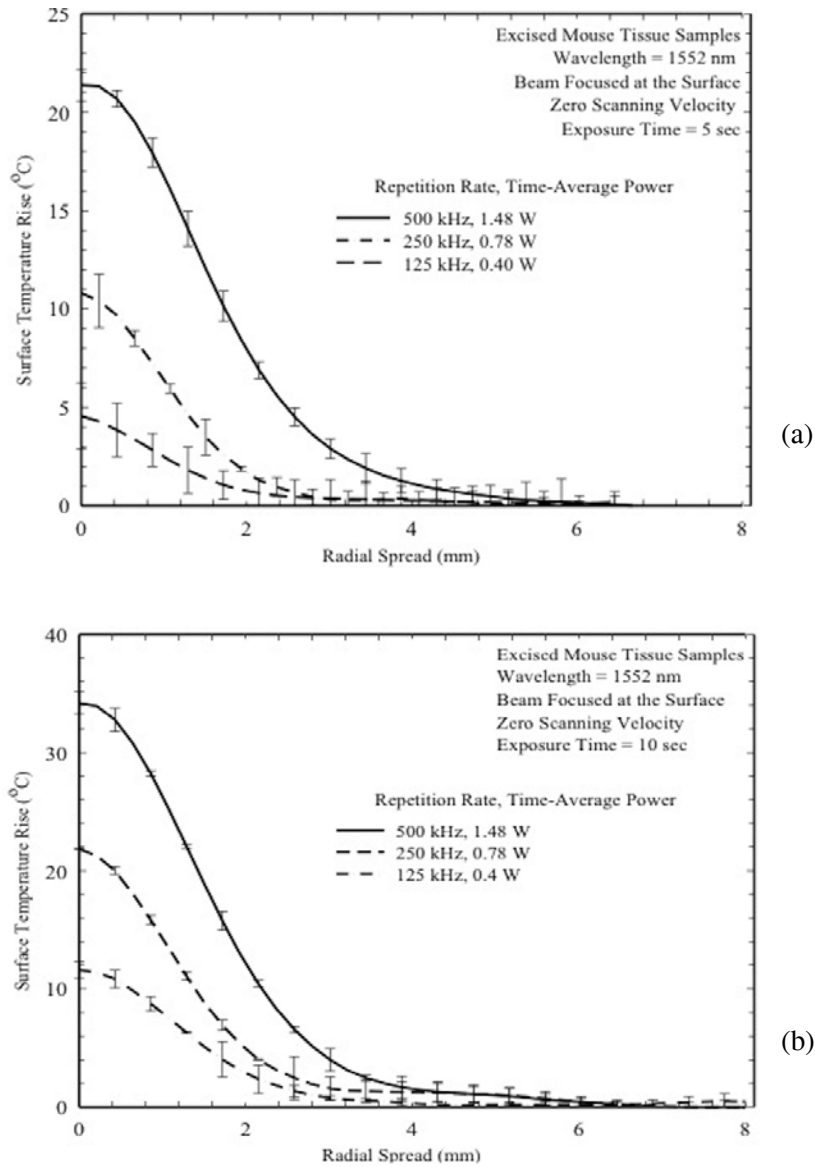 25
20
15
10
5
0
Surface Temperature Rise (°C)
Excised Mouse Tissue Samples
Wavelength = 1552 nm
Beam Focused at the Surface
Zero Scanning Velocity
Exposure Time = 5 sec
Repetition Rate, Time-Average Power
500 kHz, 1.48 W
250 kHz, 0.78 W
125 kHz, 0.40 W
(a)
0 2 4 6 8
Radial Spread (mm)
40
30
20
10
0
Surface Temperature Rise (°C)
Excised Mouse Tissue Samples
Wavelength = 1552 nm
Beam Focused at the Surface
Zero Scanning Velocity
Exposure Time = 10 sec
Repetition Rate, Time-Average Power
500 kHz, 1.48 W
250 kHz, 0.78 W
125 kHz, 0.4 W
(b)
0 2 4 6 8
Radial Spread (mm)